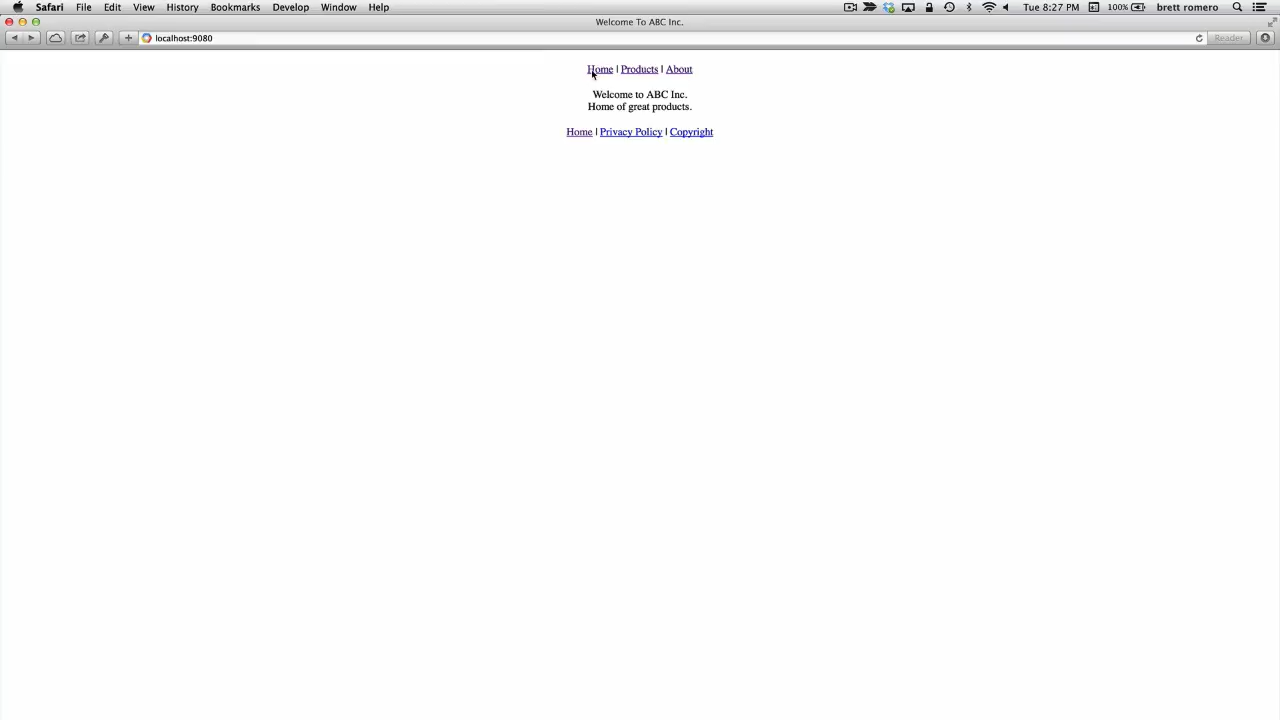 Safari File Edit View History Bookmarks Develop Window Help Tue 8:27 PM 100% brett romero
Welcome To ABC Inc.
localhost:9080 Reader
Home | Products | About
Welcome to ABC Inc.
Home of great products.
Home | Privacy Policy | Copyright